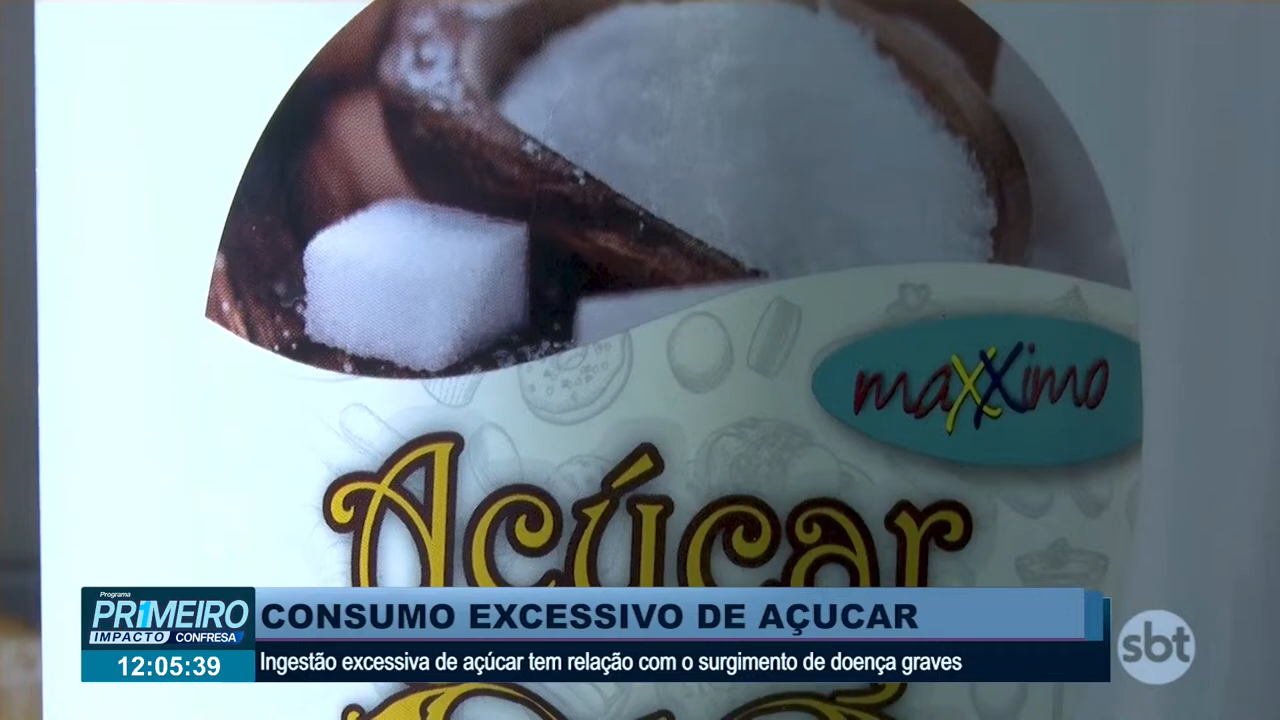 maxximo
Açúcar
Programa
PR1MEIRO
IMPACTO CONFRESA
12:05:39
CONSUMO EXCESSIVO DE AÇUCAR
Ingestão excessiva de açúcar tem relação com o surgimento de doença graves
sbt